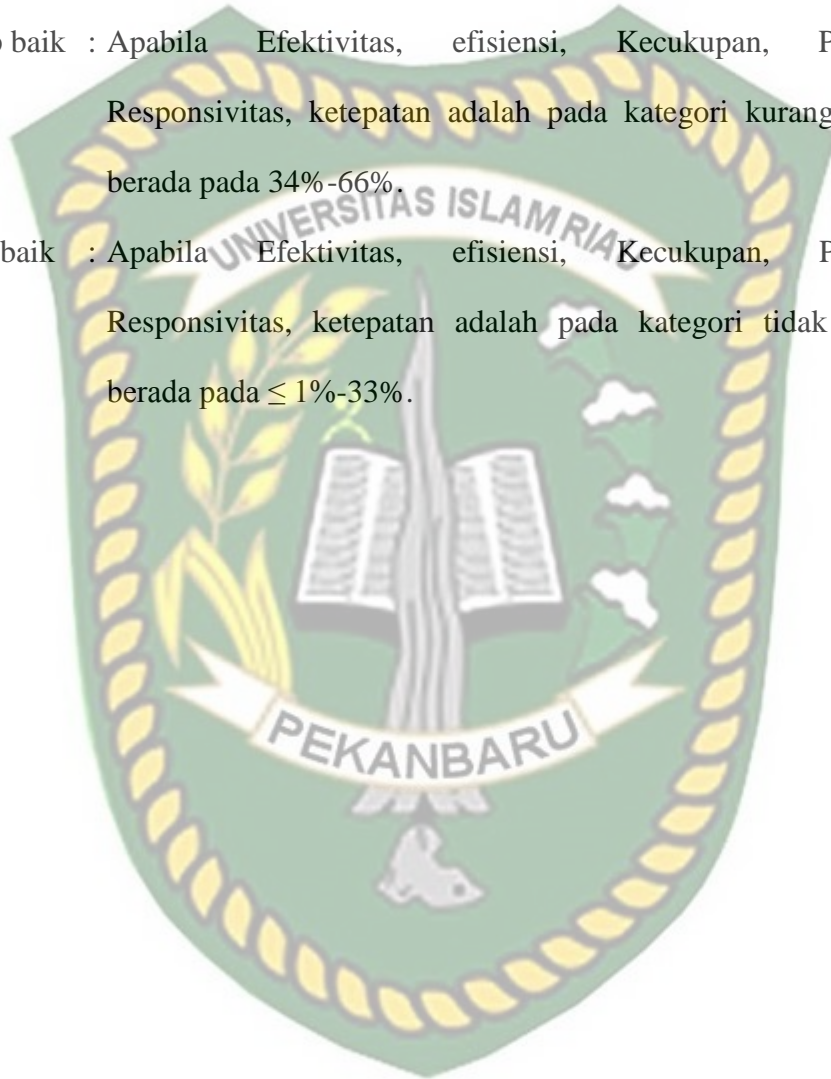 baik : Apabila Efektivitas, efisiensi, Kecukupan, P
Responsivitas, ketepatan adalah pada kategori kurang
berada pada 34%-66%.
baik : Apabila Efektivitas, efisiensi, Kecukupan, P
Responsivitas, ketepatan adalah pada kategori tidak
berada pada ≤ 1%-33%.
UNIVERSITAS ISLAM RIAU
PEKANBARU